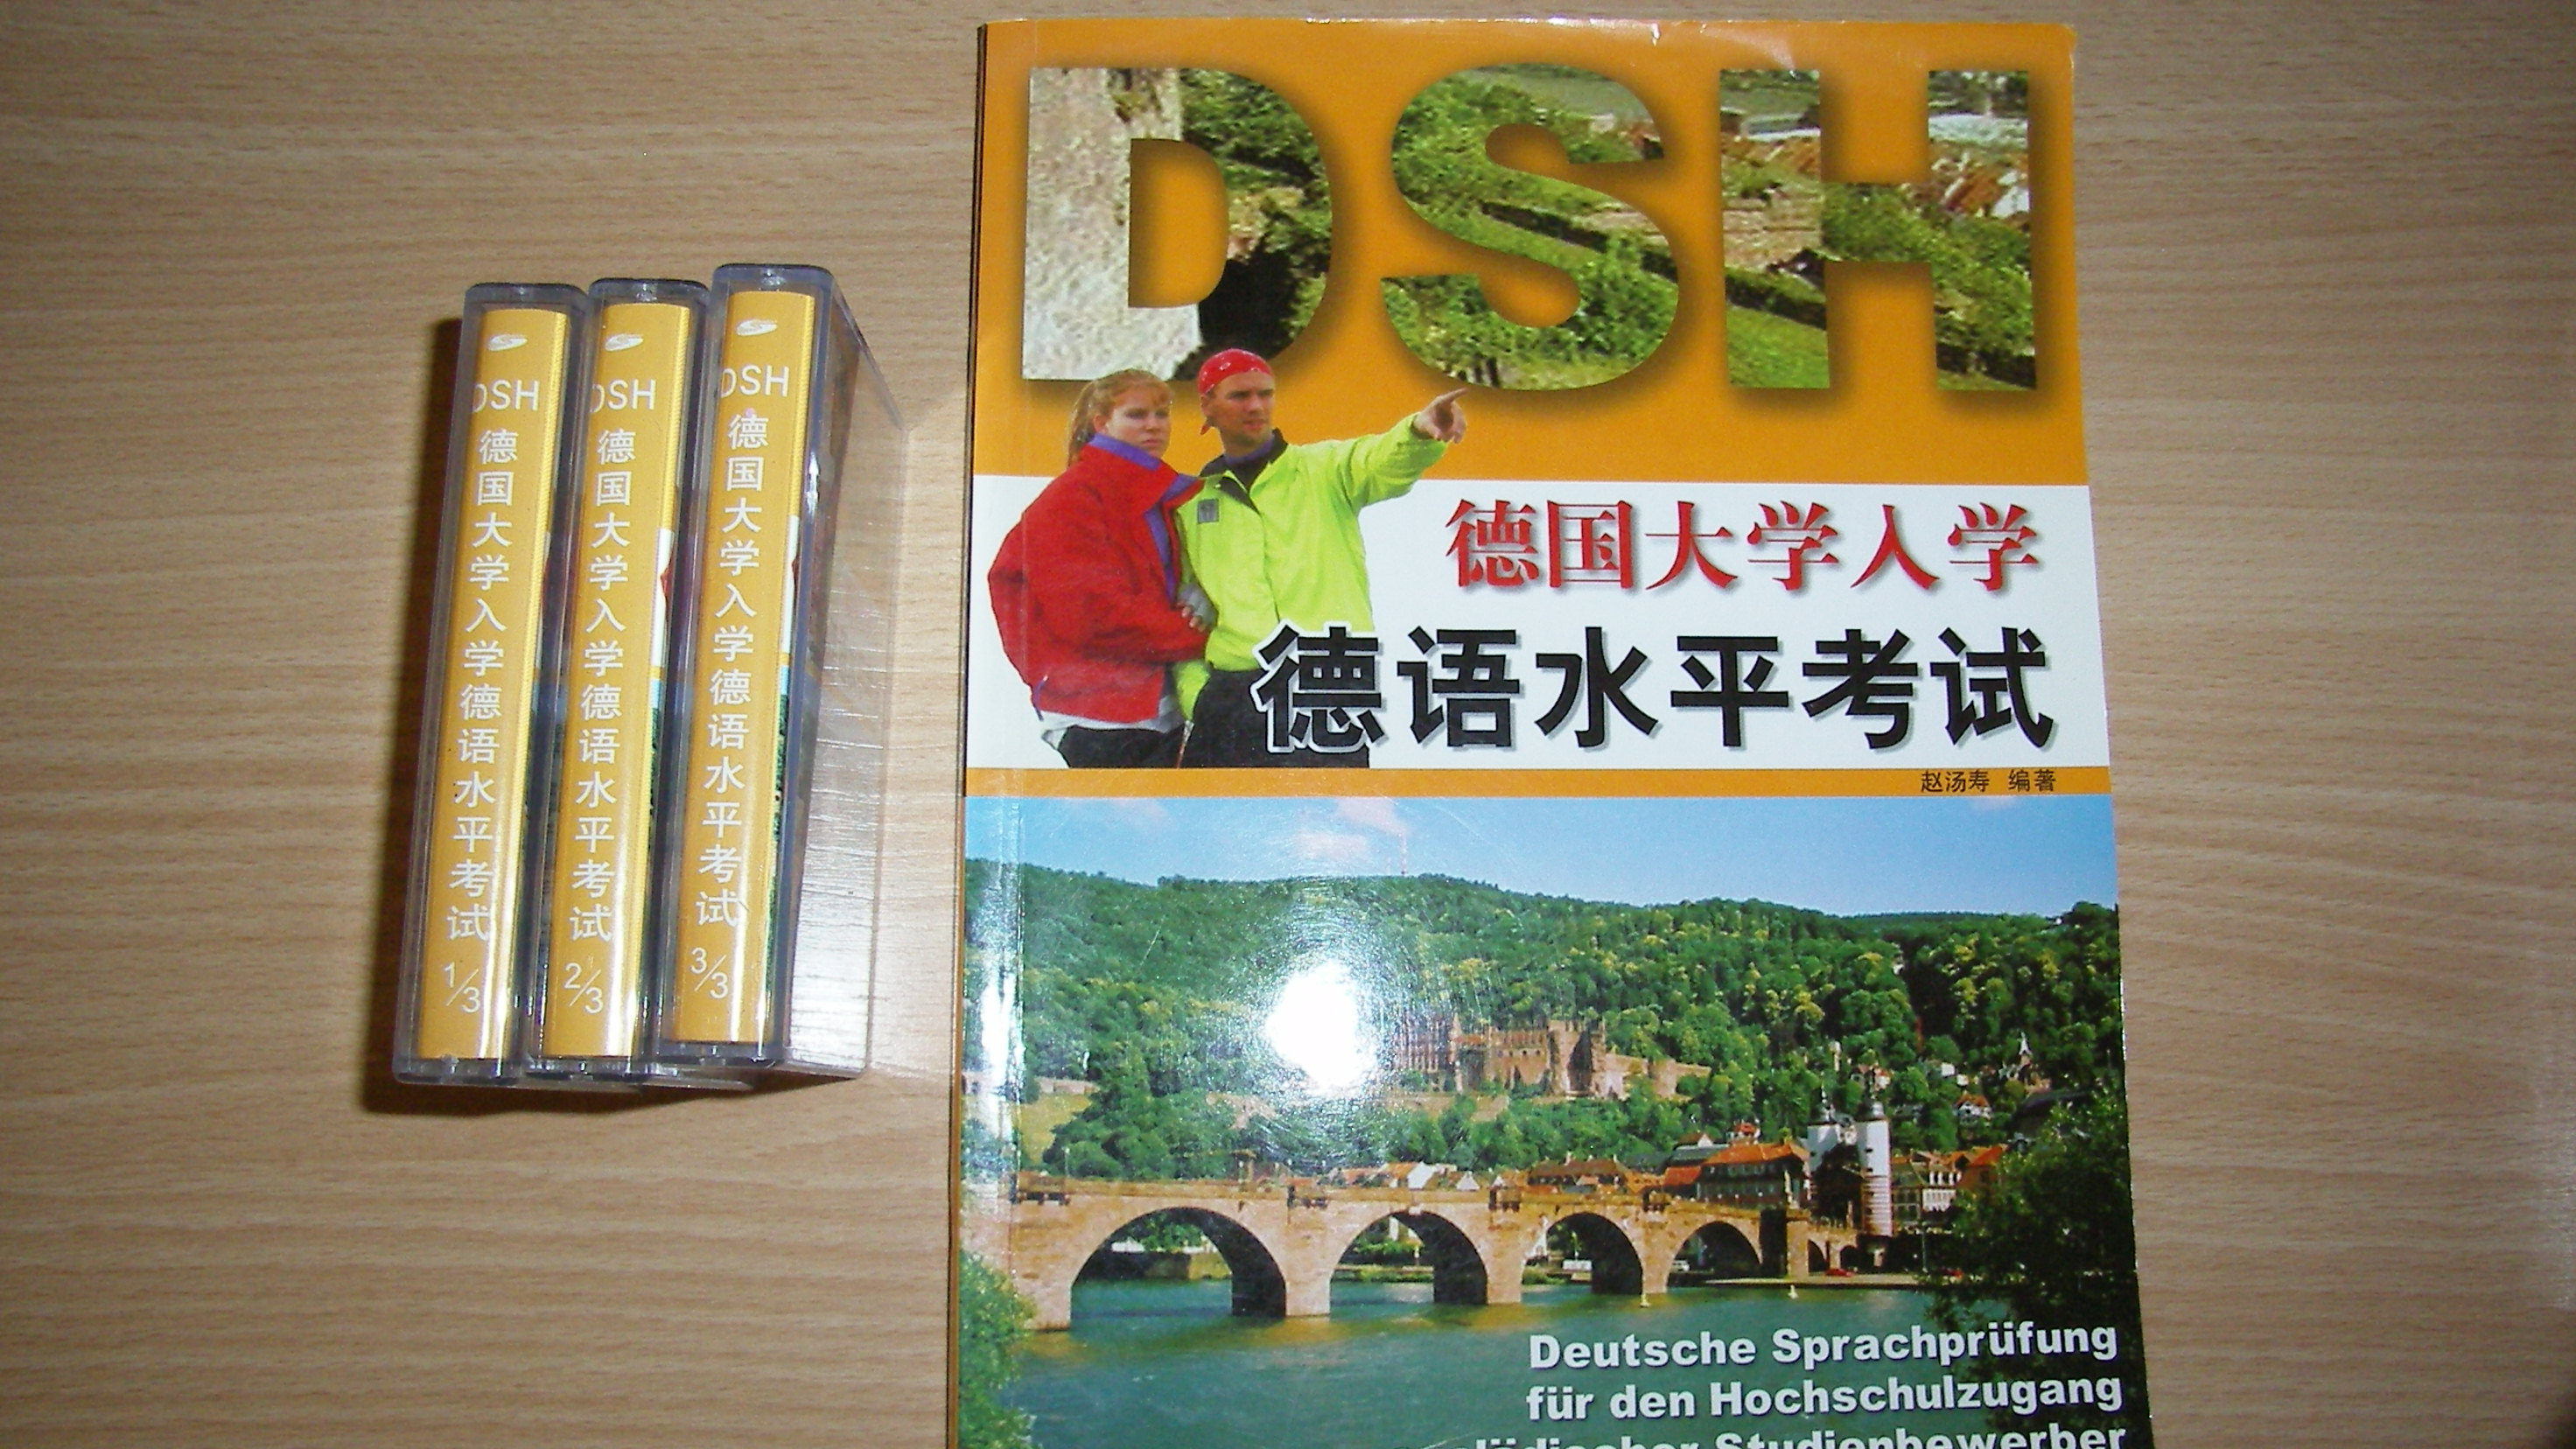 DSH 德国大学入学德语水平考试 1/3
DSH 德国大学入学德语水平考试 2/3
DSH 德国大学入学德语水平考试 3/3
DSH
德国大学入学
德语水平考试
赵汤寿 编著
Deutsche Sprachprüfung
für den Hochschulzugang
Studienbewerber